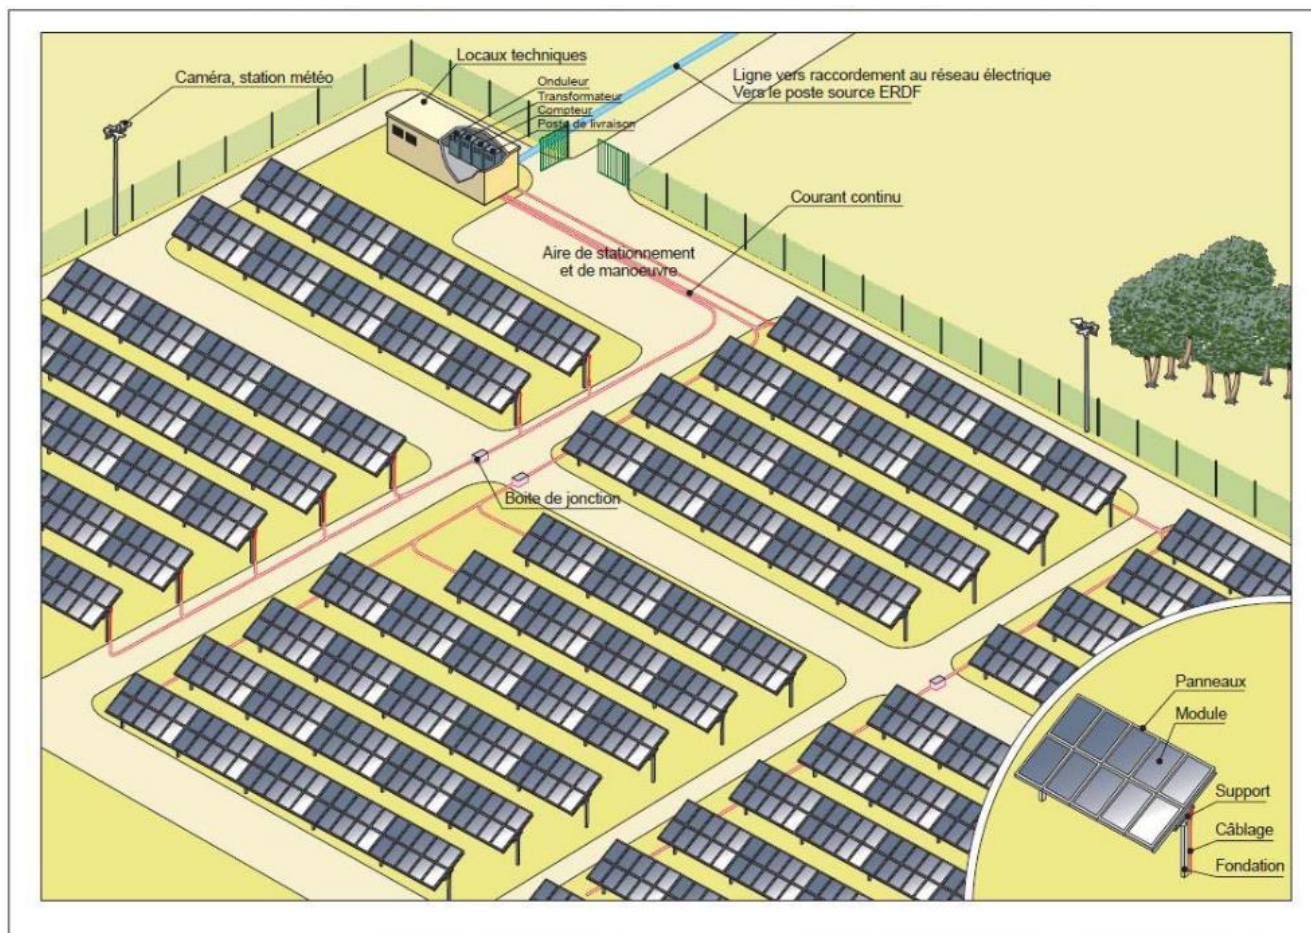 Locaux techniques
Caméra, station météo
Onduleur
Transformateur
Compteur
Poste de livraison
Ligne vers raccordement au réseau électrique
Vers le poste source ERDF
Courant continu
Aire de stationnement
et de manoeuvre
Boite de jonction
Panneaux
Module
Support
Câblage
Fondation